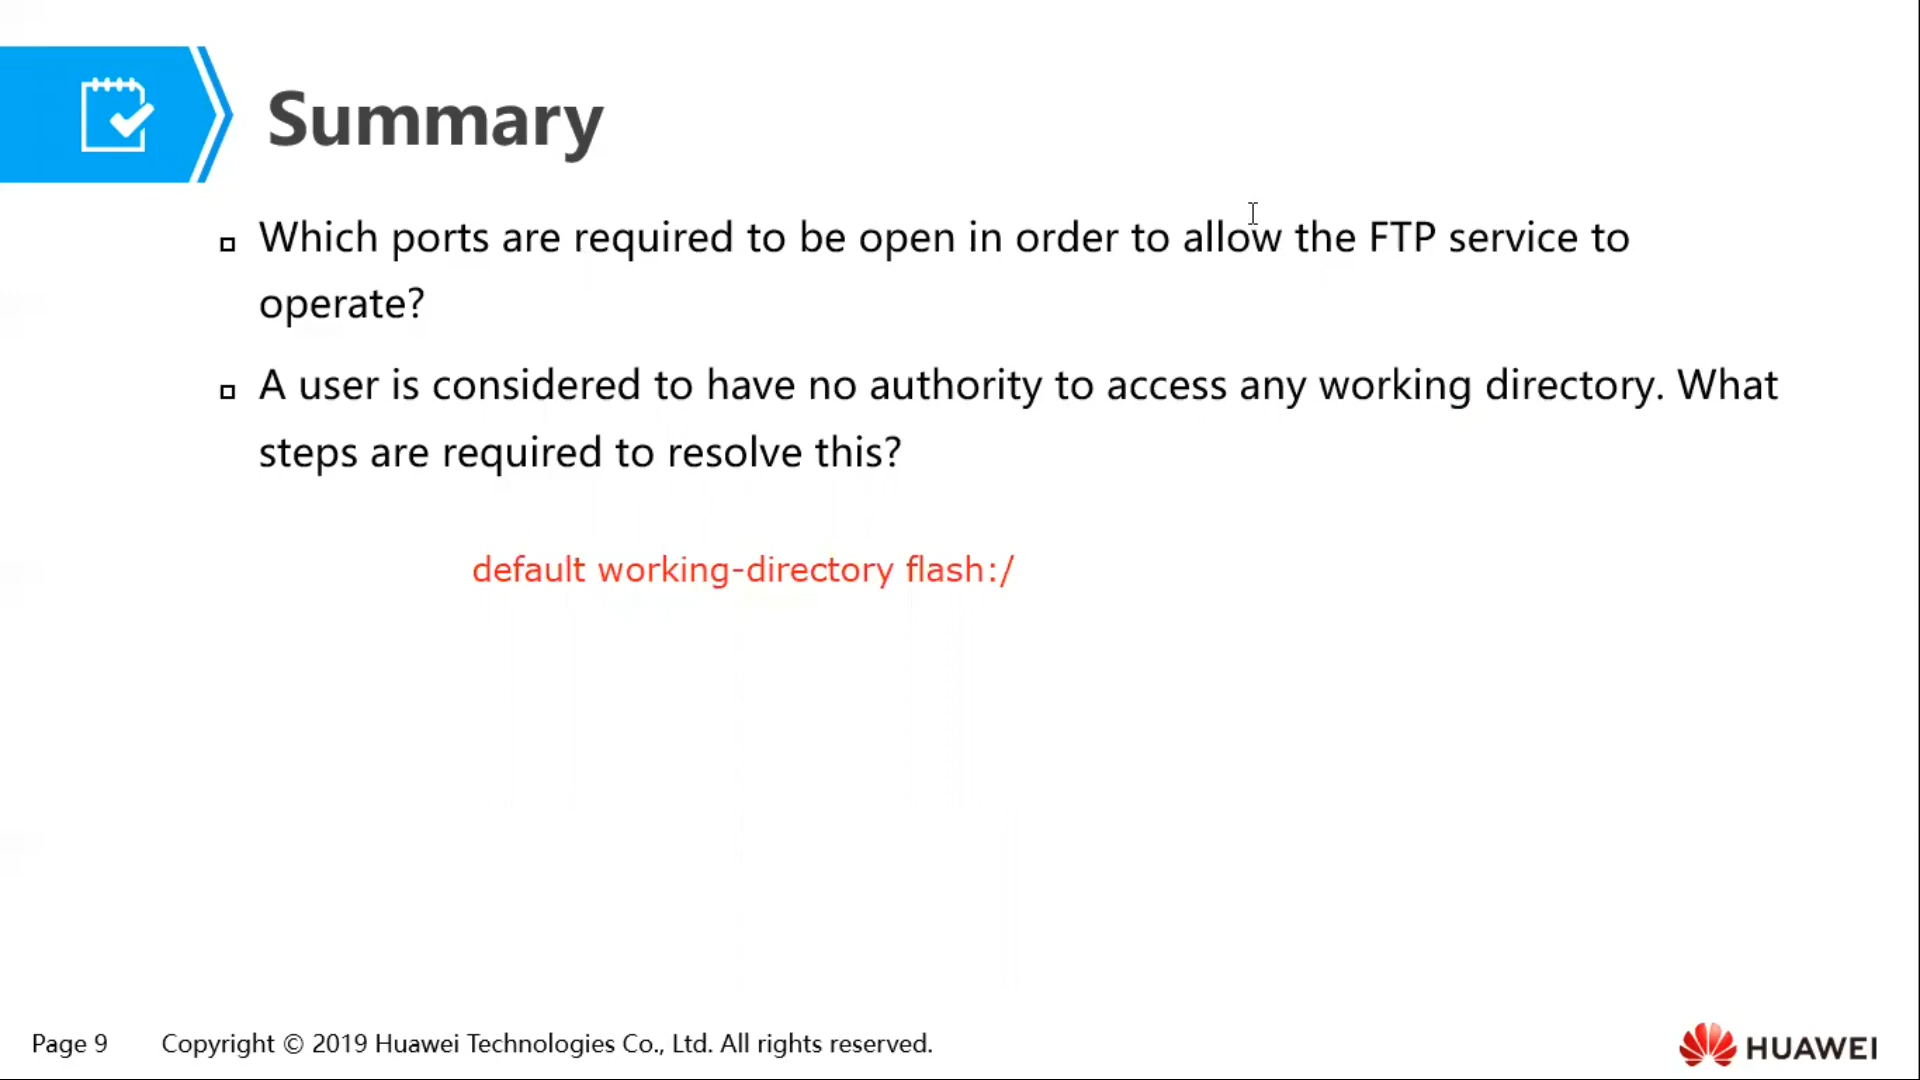 Summary
Which ports are required to be open in order to allow the FTP service to
operate?
A user is considered to have no authority to access any working directory. What
steps are required to resolve this?
default working-directory flash:/
Page 9 Copyright © 2019 Huawei Technologies Co., Ltd. All rights reserved.
HUAWEI